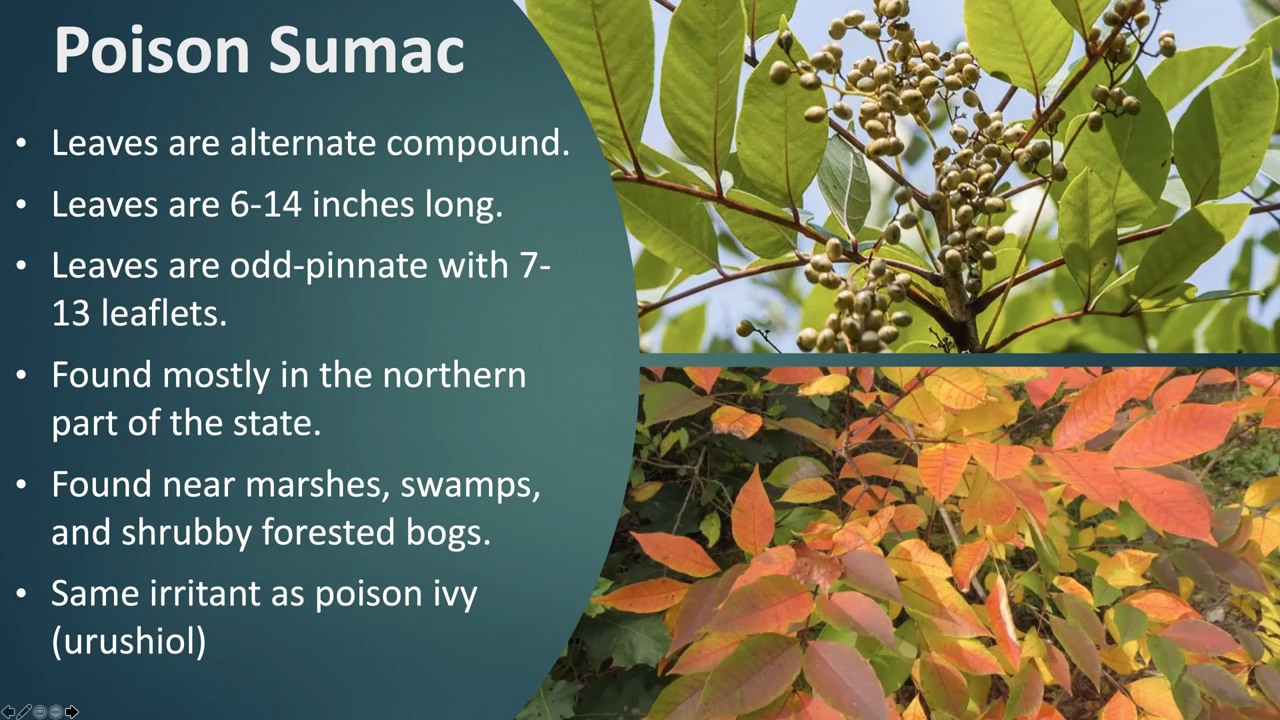 Poison Sumac
• Leaves are alternate compound.
• Leaves are 6-14 inches long.
• Leaves are odd-pinnate with 7-
13 leaflets.
• Found mostly in the northern
part of the state.
• Found near marshes, swamps,
and shrubby forested bogs.
• Same irritant as poison ivy
(urushiol)